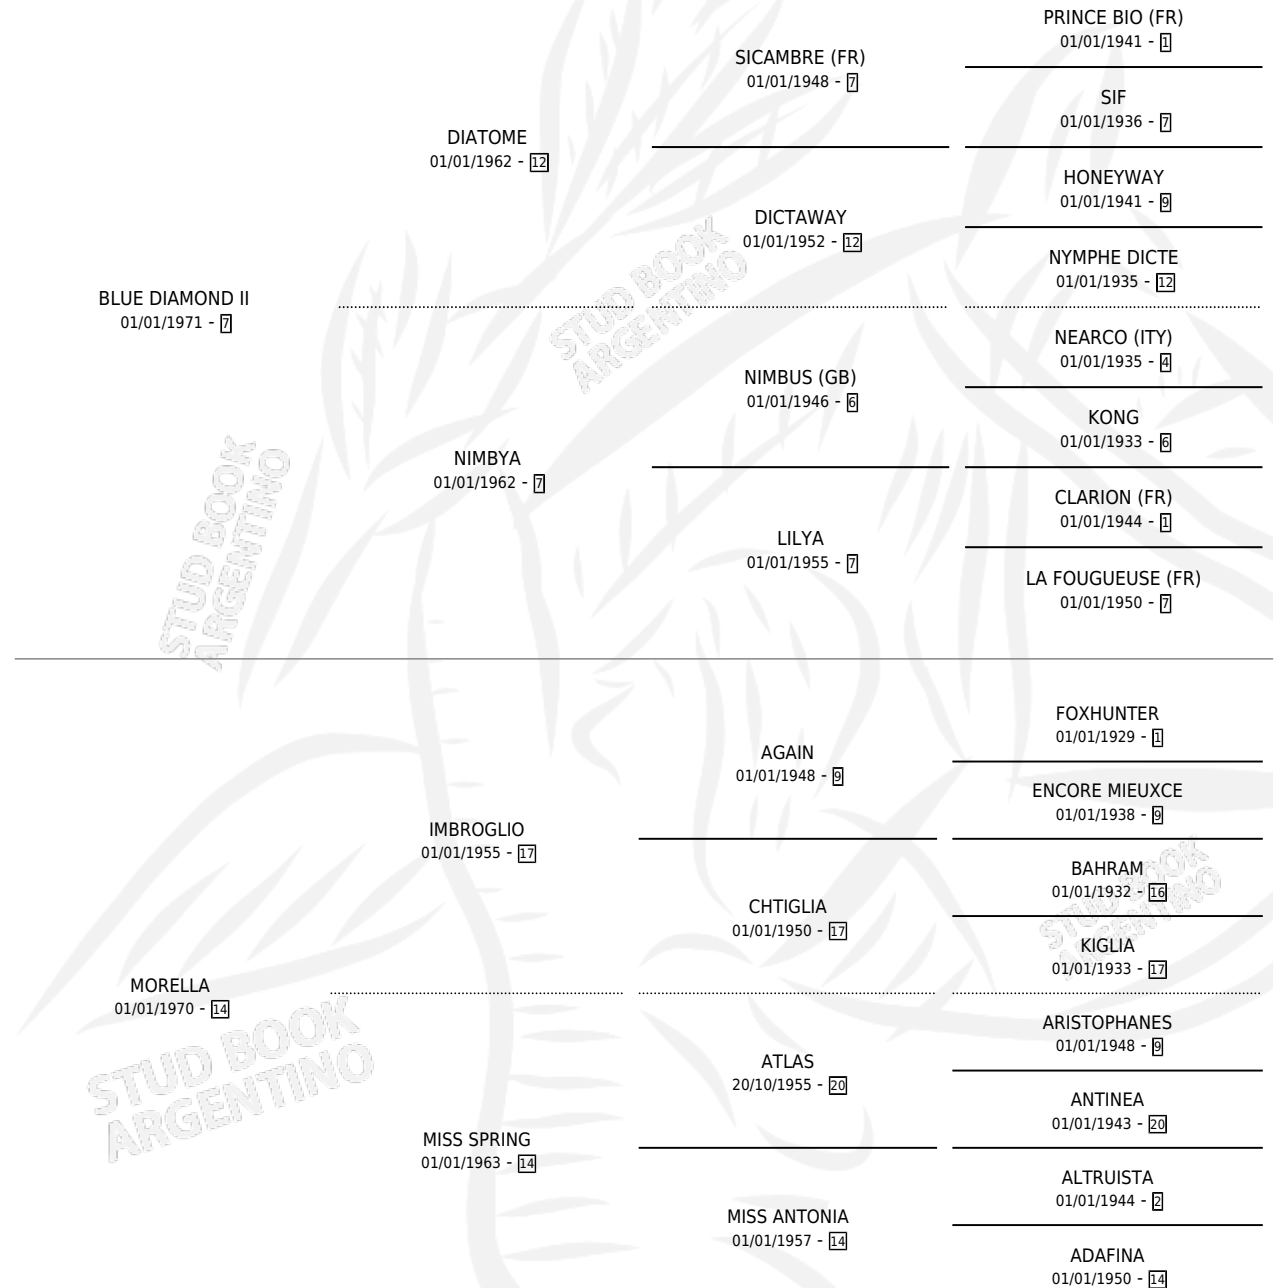 PRINCE BIO (FR)
01/01/1941 - 1
SICAMBRE (FR)
01/01/1948 - 7
SIF
01/01/1936 - 7
DIATOME
01/01/1962 - 12
HONEYWAY
01/01/1941 - 9
DICTAWAY
01/01/1952 - 12
NYMPHE DICTE
01/01/1935 - 12
BLUE DIAMOND II
01/01/1971 - 7
NEARCO (ITY)
01/01/1935 - 4
NIMBUS (GB)
01/01/1946 - 6
KONG
01/01/1933 - 6
NIMBYA
01/01/1962 - 7
CLARION (FR)
01/01/1944 - 1
LILYA
01/01/1955 - 7
LA FOUGUEUSE (FR)
01/01/1950 - 7
FOXHUNTER
01/01/1929 - 1
AGAIN
01/01/1948 - 9
ENCORE MIEUXCE
01/01/1938 - 9
IMBROGLIO
01/01/1955 - 17
BAHRAM
01/01/1932 - 16
CHTIGLIA
01/01/1950 - 17
KIGLIA
01/01/1933 - 17
MORELLA
01/01/1970 - 14
ARISTOPHANES
01/01/1948 - 9
ATLAS
20/10/1955 - 20
ANTINEA
01/01/1943 - 20
MISS SPRING
01/01/1963 - 14
ALTRUISTA
01/01/1944 - 2
MISS ANTONIA
01/01/1957 - 14
ADAFINA
01/01/1950 - 14
STUD BOOK
ARGENTINO
STUD BOOK
ARGENTINO
STUD BOOK
ARGENTINO
STUD BOOK
ARGENTINO